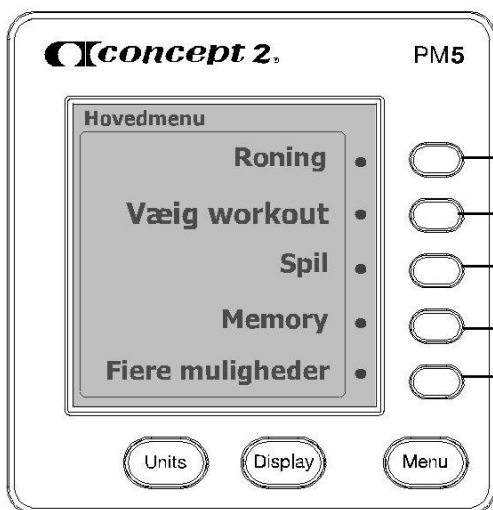 concept 2.
PM5
Hovedmenu
Roning
Væig workout
Spil
Memory
Fiere muligheder
Units
Display
Menu